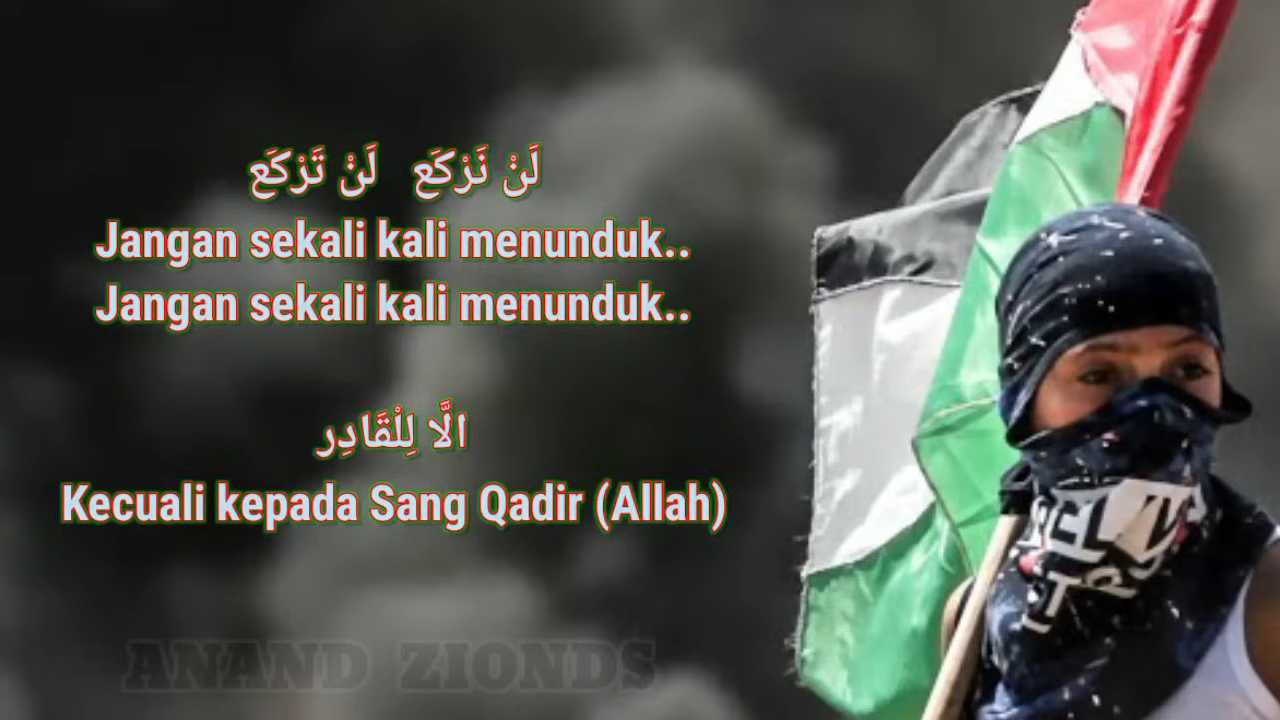 لَنْ نَرْكَع لَنْ تَرْكَع
Jangan sekali kali menunduk..
Jangan sekali kali menunduk..
الَّا لِلْقَادِر
Kecuali kepada Sang Qadir (Allah)
ANAND ZIONDS